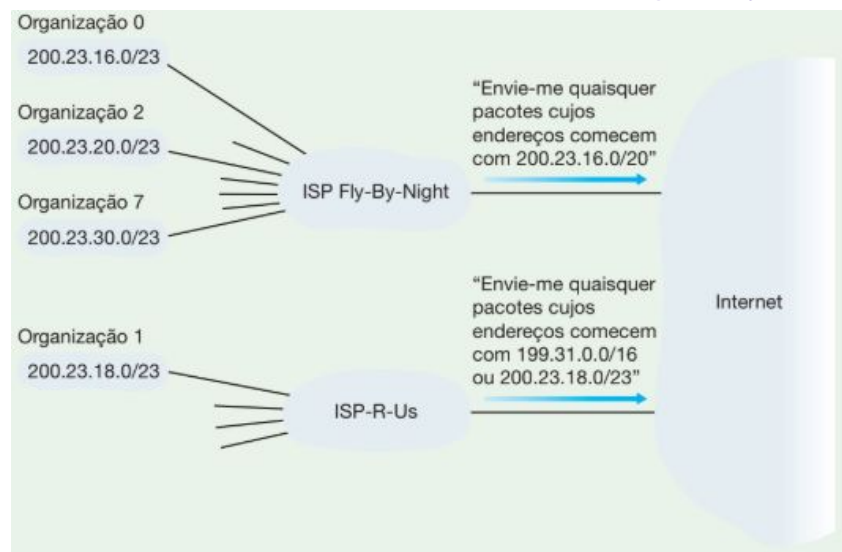 Organização 0
200.23.16.0/23
Organização 2
200.23.20.0/23
Organização 7
200.23.30.0/23
ISP Fly-By-Night
“Envie-me quaisquer
pacotes cujos
endereços comecem
com 200.23.16.0/20”
Organização 1
200.23.18.0/23
ISP-R-Us
“Envie-me quaisquer
pacotes cujos
endereços comecem
com 199.31.0.0/16
ou 200.23.18.0/23”
Internet